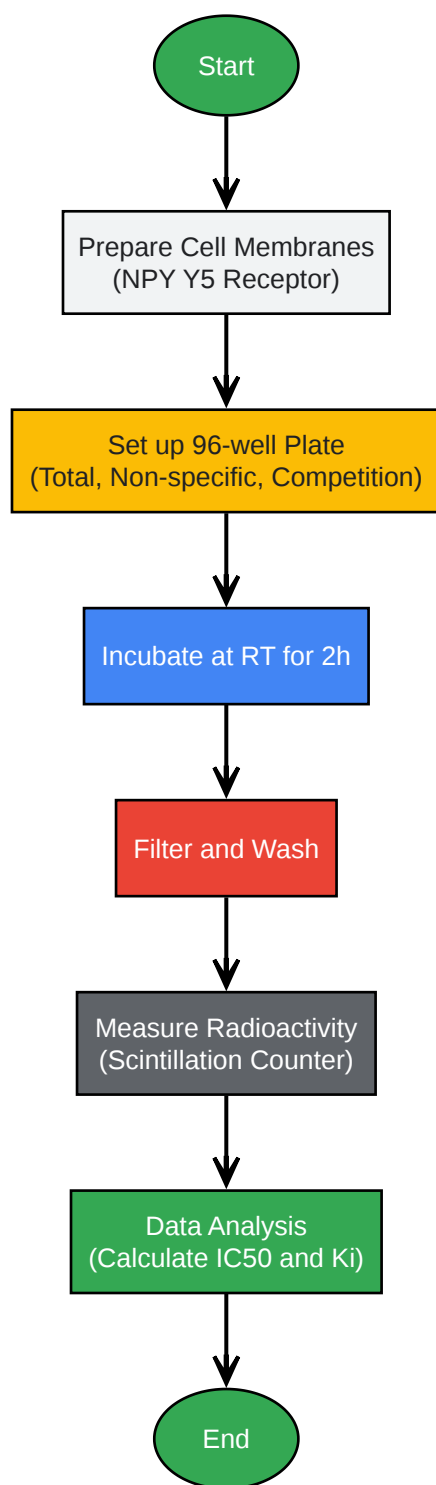 Start
Prepare Cell Membranes
(NPY Y5 Receptor)
Set up 96-well Plate
(Total, Non-specific, Competition)
Incubate at RT for 2h
Filter and Wash
Measure Radioactivity
(Scintillation Counter)
Data Analysis
(Calculate IC50 and Ki)
End